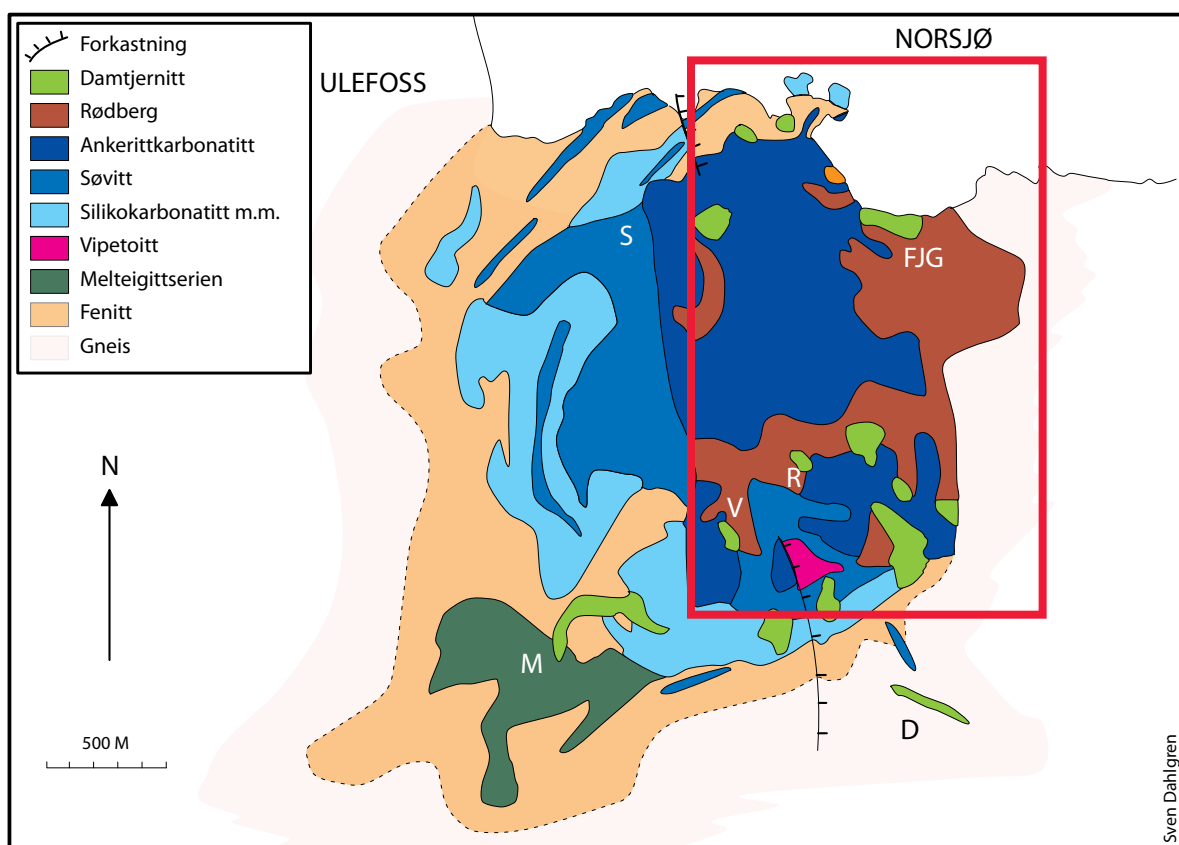 Forkastning
Damtjernitt
Rødberg
Ankerittkarbonatitt
Søvitt
Silikokarbonatitt m.m.
Vipetoitt
Melteigittserien
Fenitt
Gneis
ULEFOSS
NORSJØ
S
FJG
R
V
N
M
D
500 M
Sven Dahlgren